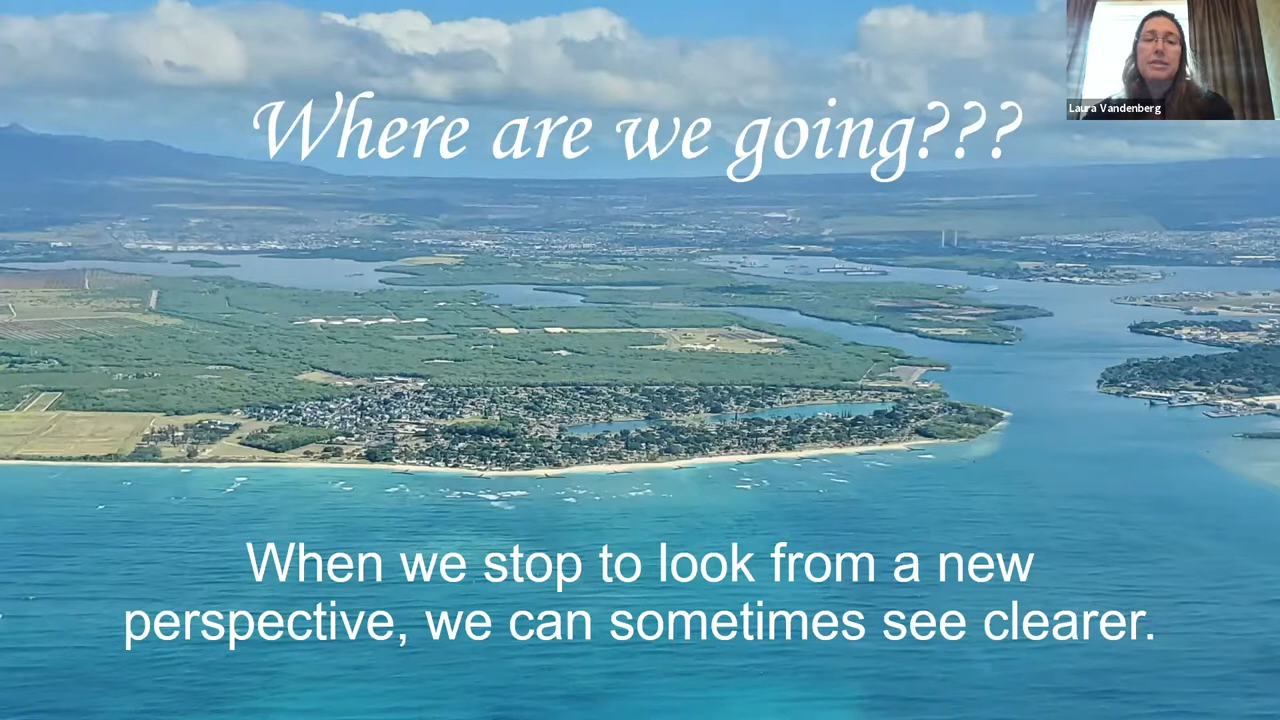 Where are we going???
Laura Vandenberg
When we stop to look from a new
perspective, we can sometimes see clearer.